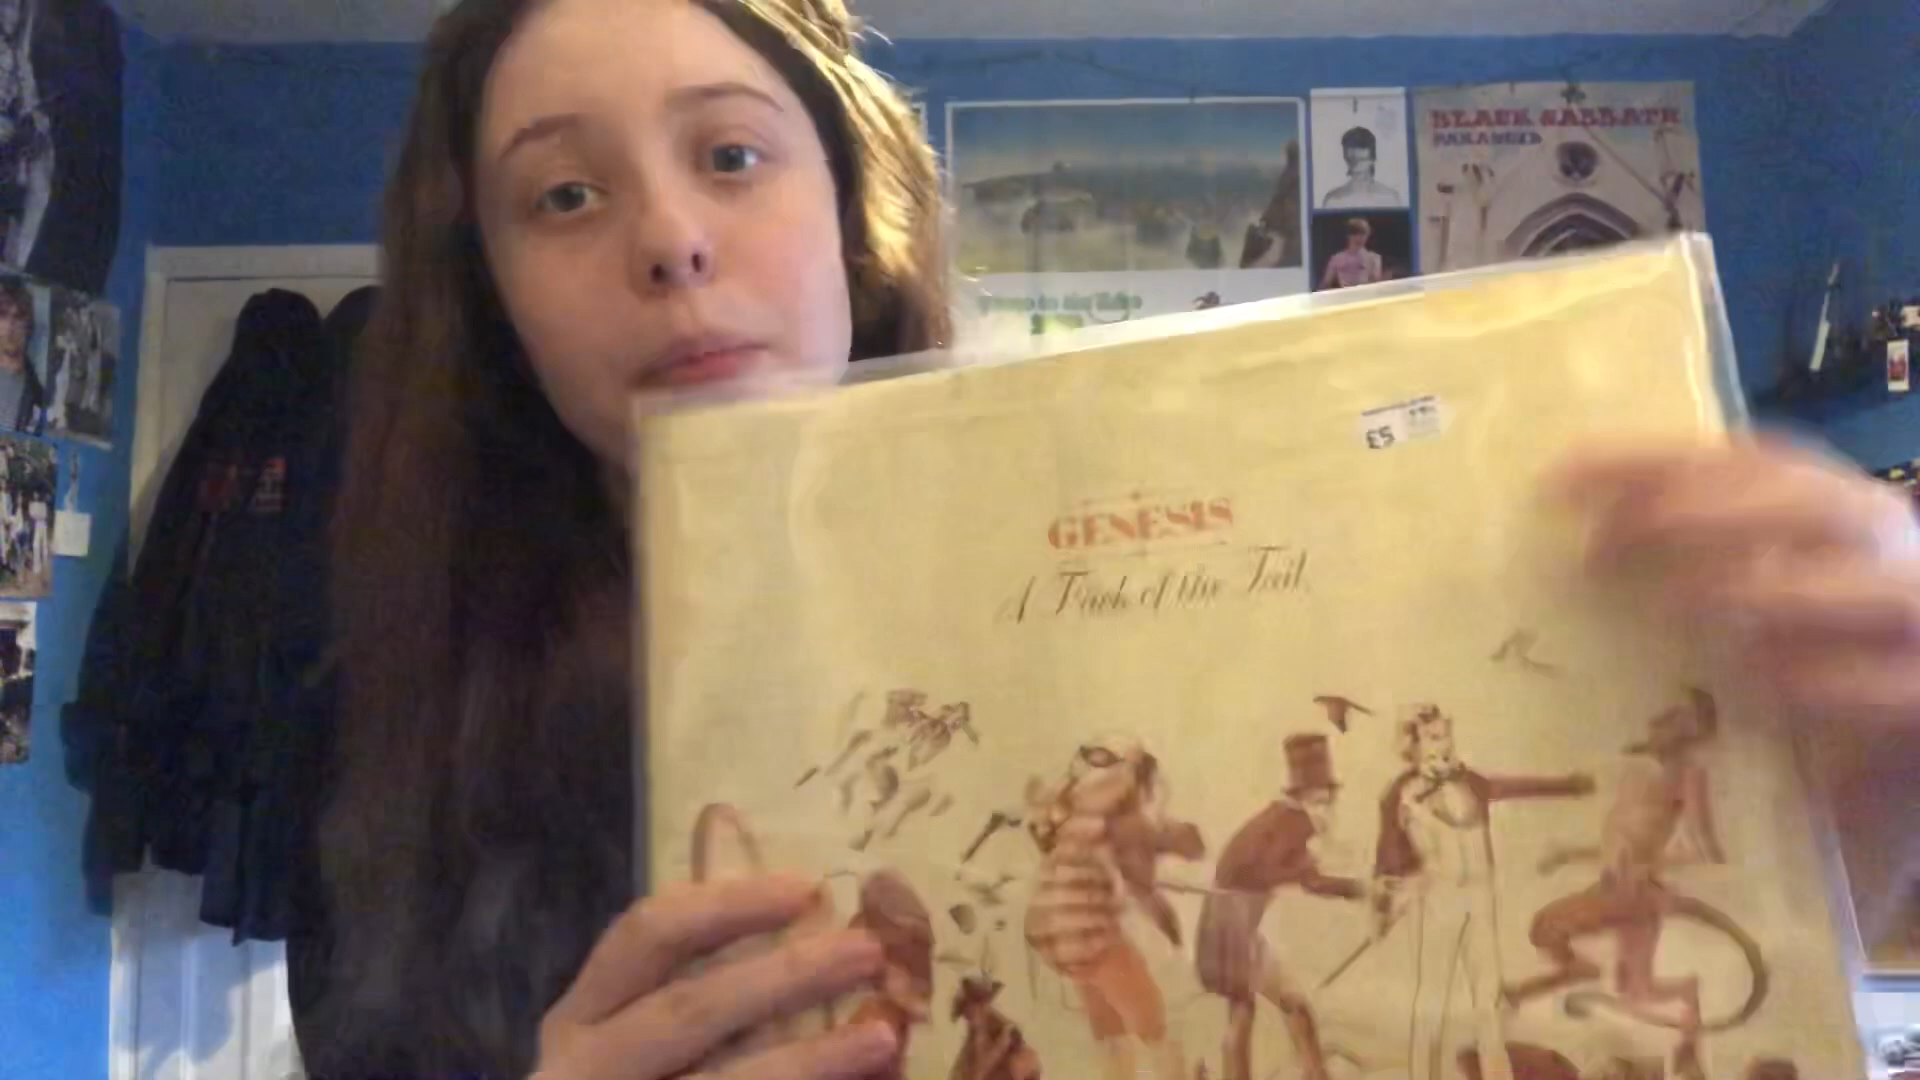 BLACK SABBATH
PARANOID
£5
GENESIS
A Trick of the Tail